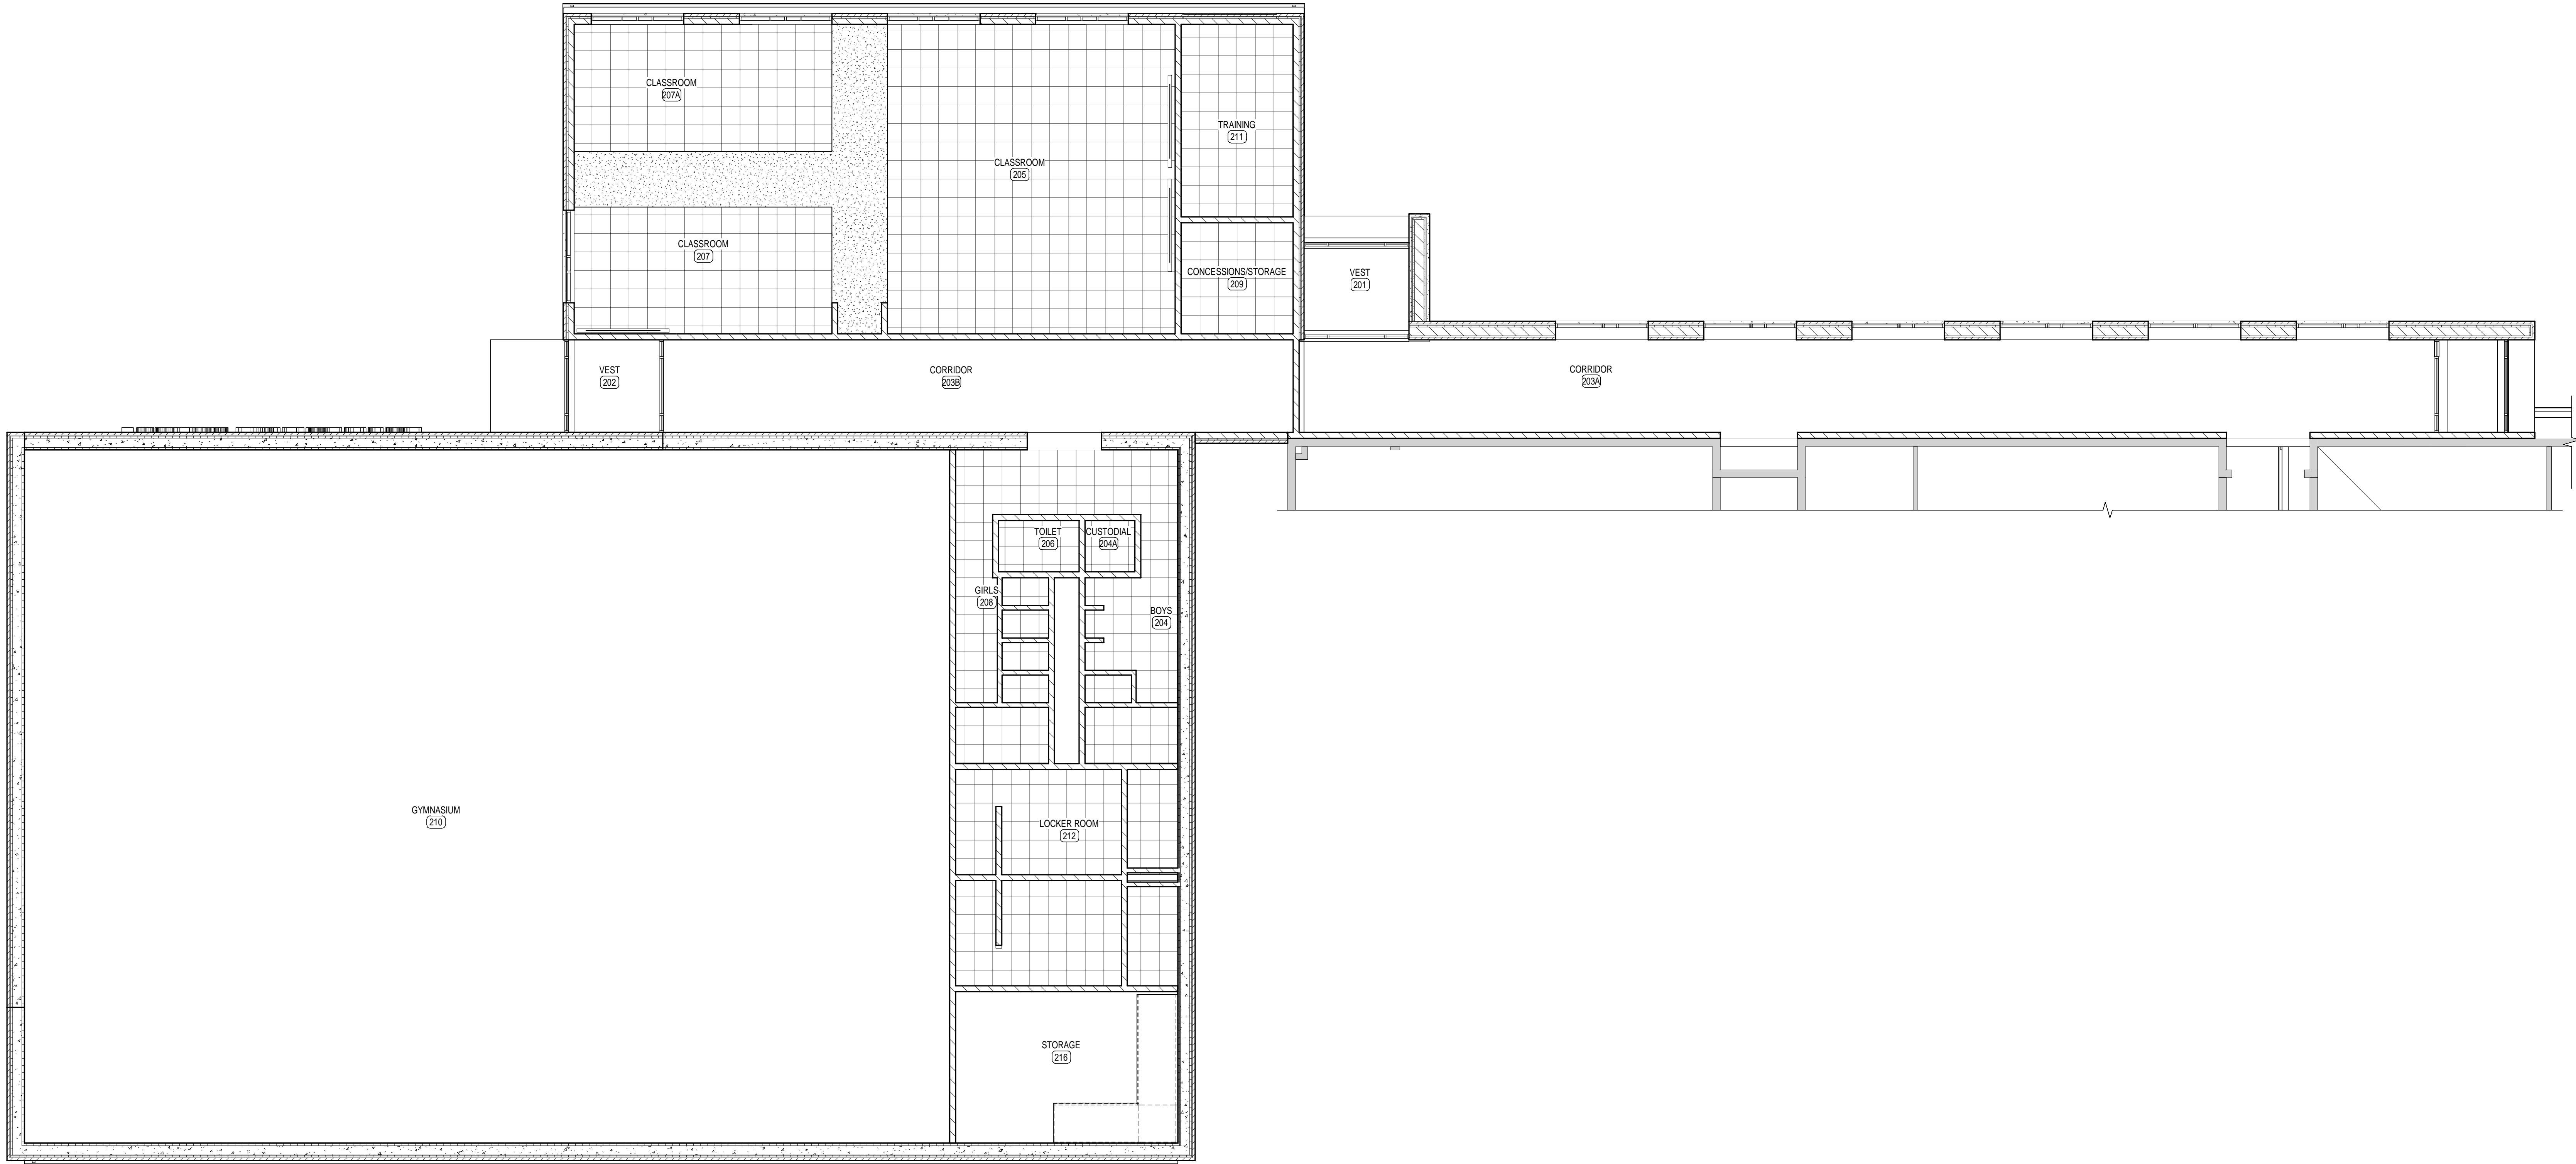 CLASSROOM
207A
TRAINING
211
CLASSROOM
205
CLASSROOM
207
CONCESSIONS/STORAGE
209
VEST
201
VEST
202
CORRIDOR
203B
CORRIDOR
203A
TOILET
206
CUSTODIAL
204A
GIRLS
208
BOYS
204
GYMNASIUM
210
LOCKER ROOM
212
STORAGE
216